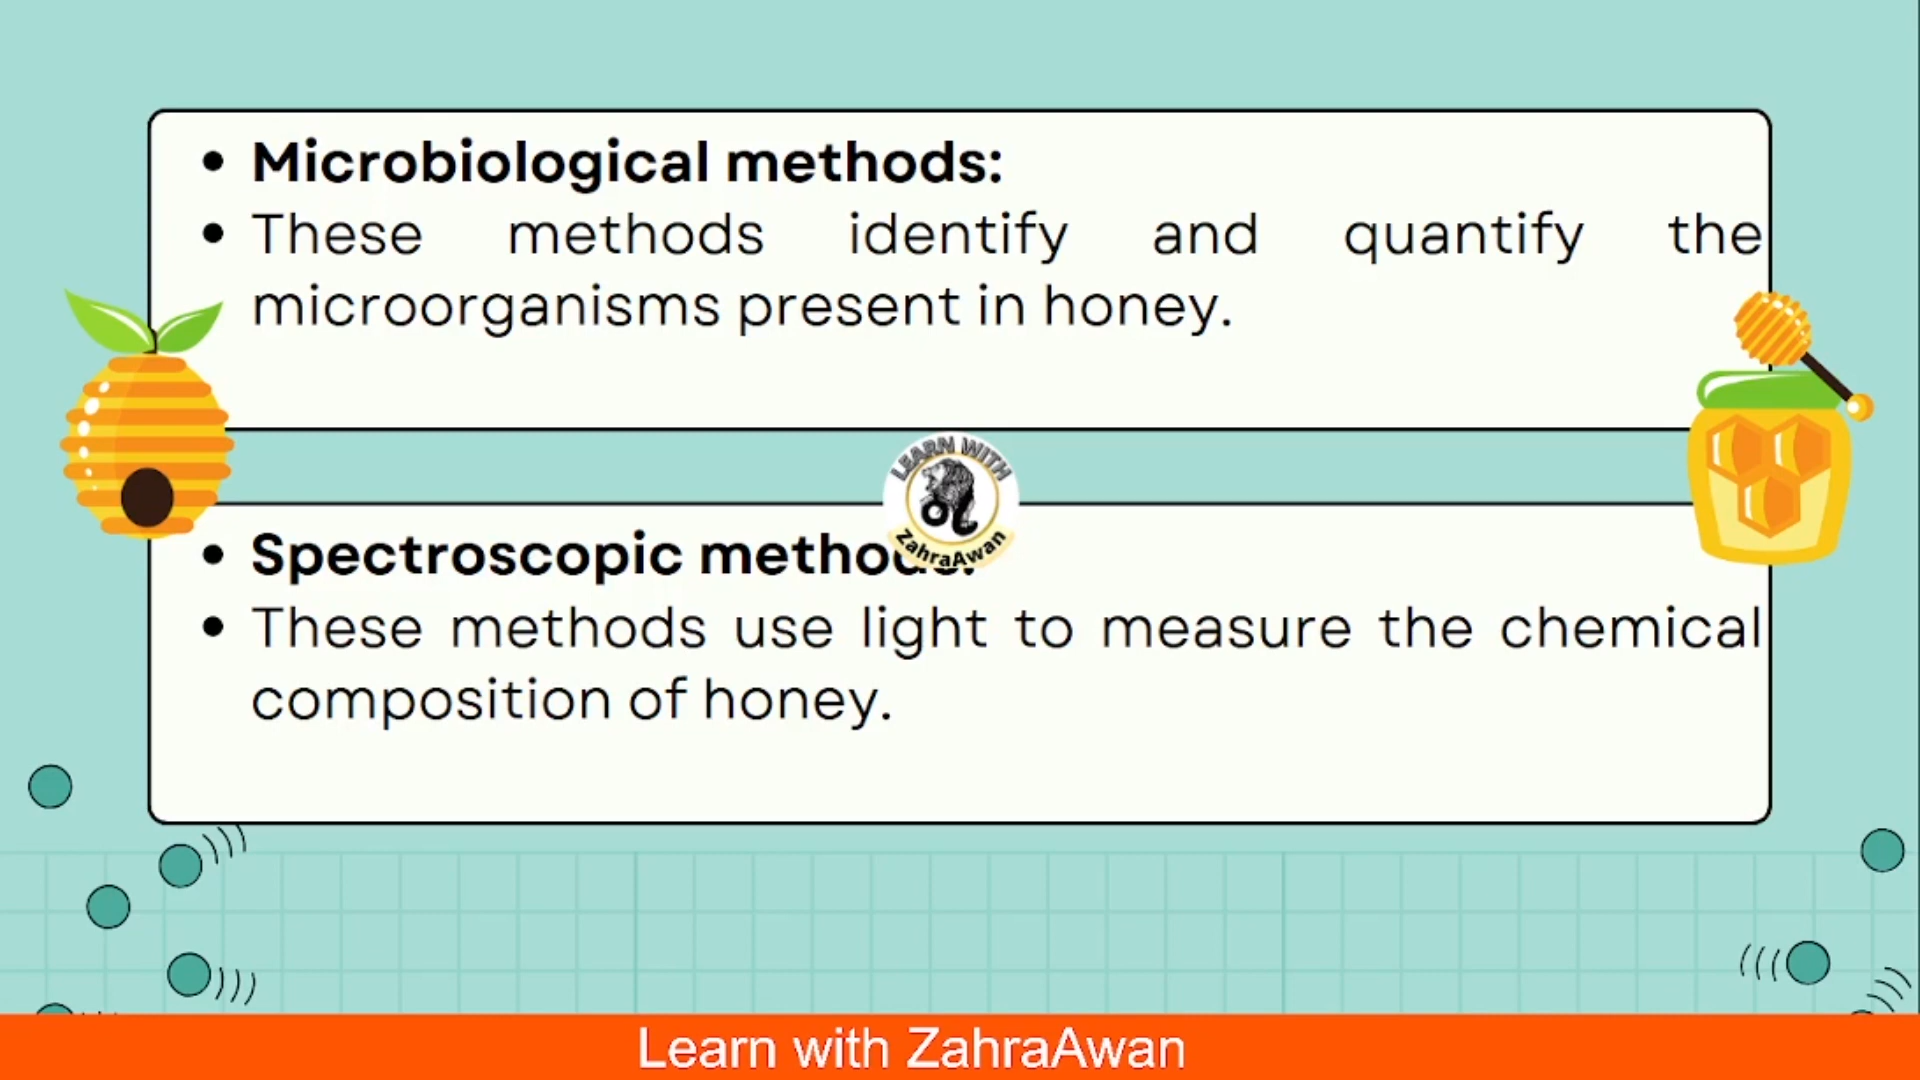 Microbiological methods:
These methods identify and quantify the
microorganisms present in honey.
LEARN WITH
ZahraAwan
Spectroscopic methods:
These methods use light to measure the chemical
composition of honey.
Learn with ZahraAwan